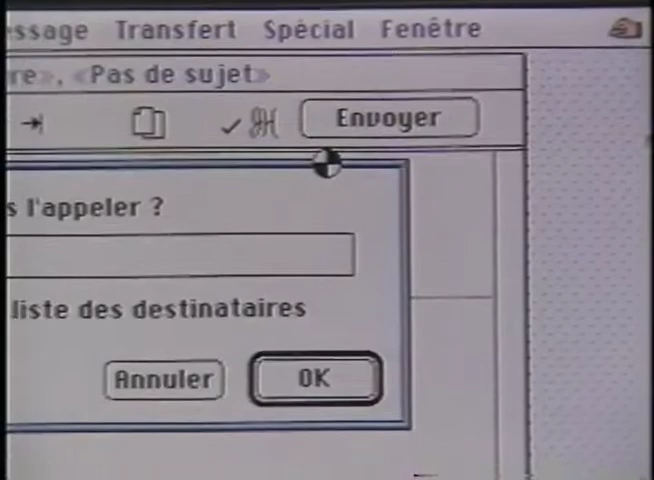 ssage Transfert Spécial Fenêtre
re», «Pas de sujet»
Envoyer
s l'appeler ?
liste des destinataires
Annuler OK